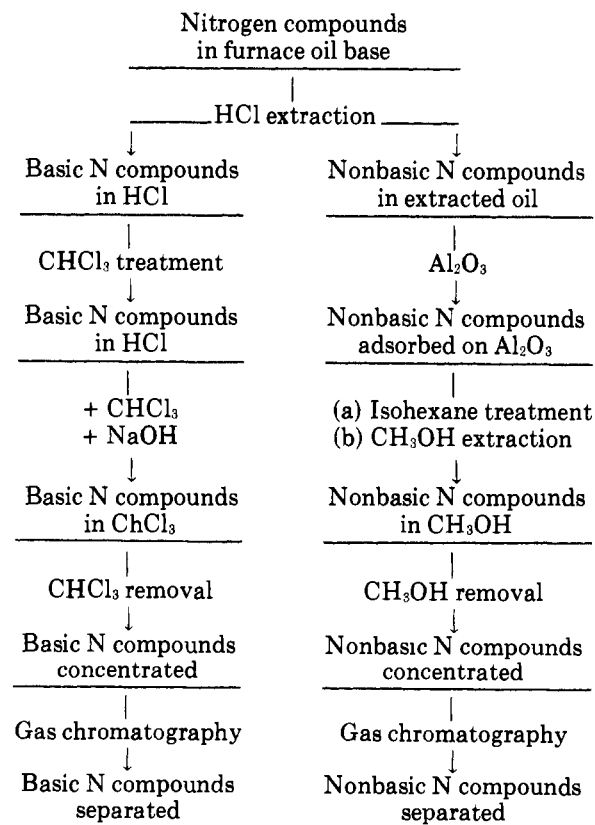 Nitrogen compounds
in furnace oil base
HCl extraction
Basic N compounds
in HCl
CHCl₃ treatment
Basic N compounds
in HCl
+ CHCl₃
+ NaOH
Basic N compounds
in ChCl₃
CHCl₃ removal
Basic N compounds
concentrated
Gas chromatography
Basic N compounds
separated
Nonbasic N compounds
in extracted oil
Al₂O₃
Nonbasic N compounds
adsorbed on Al₂O₃
(a) Isohexane treatment
(b) CH₃OH extraction
Nonbasic N compounds
in CH₃OH
CH₃OH removal
Nonbasic N compounds
concentrated
Gas chromatography
Nonbasic N compounds
separated